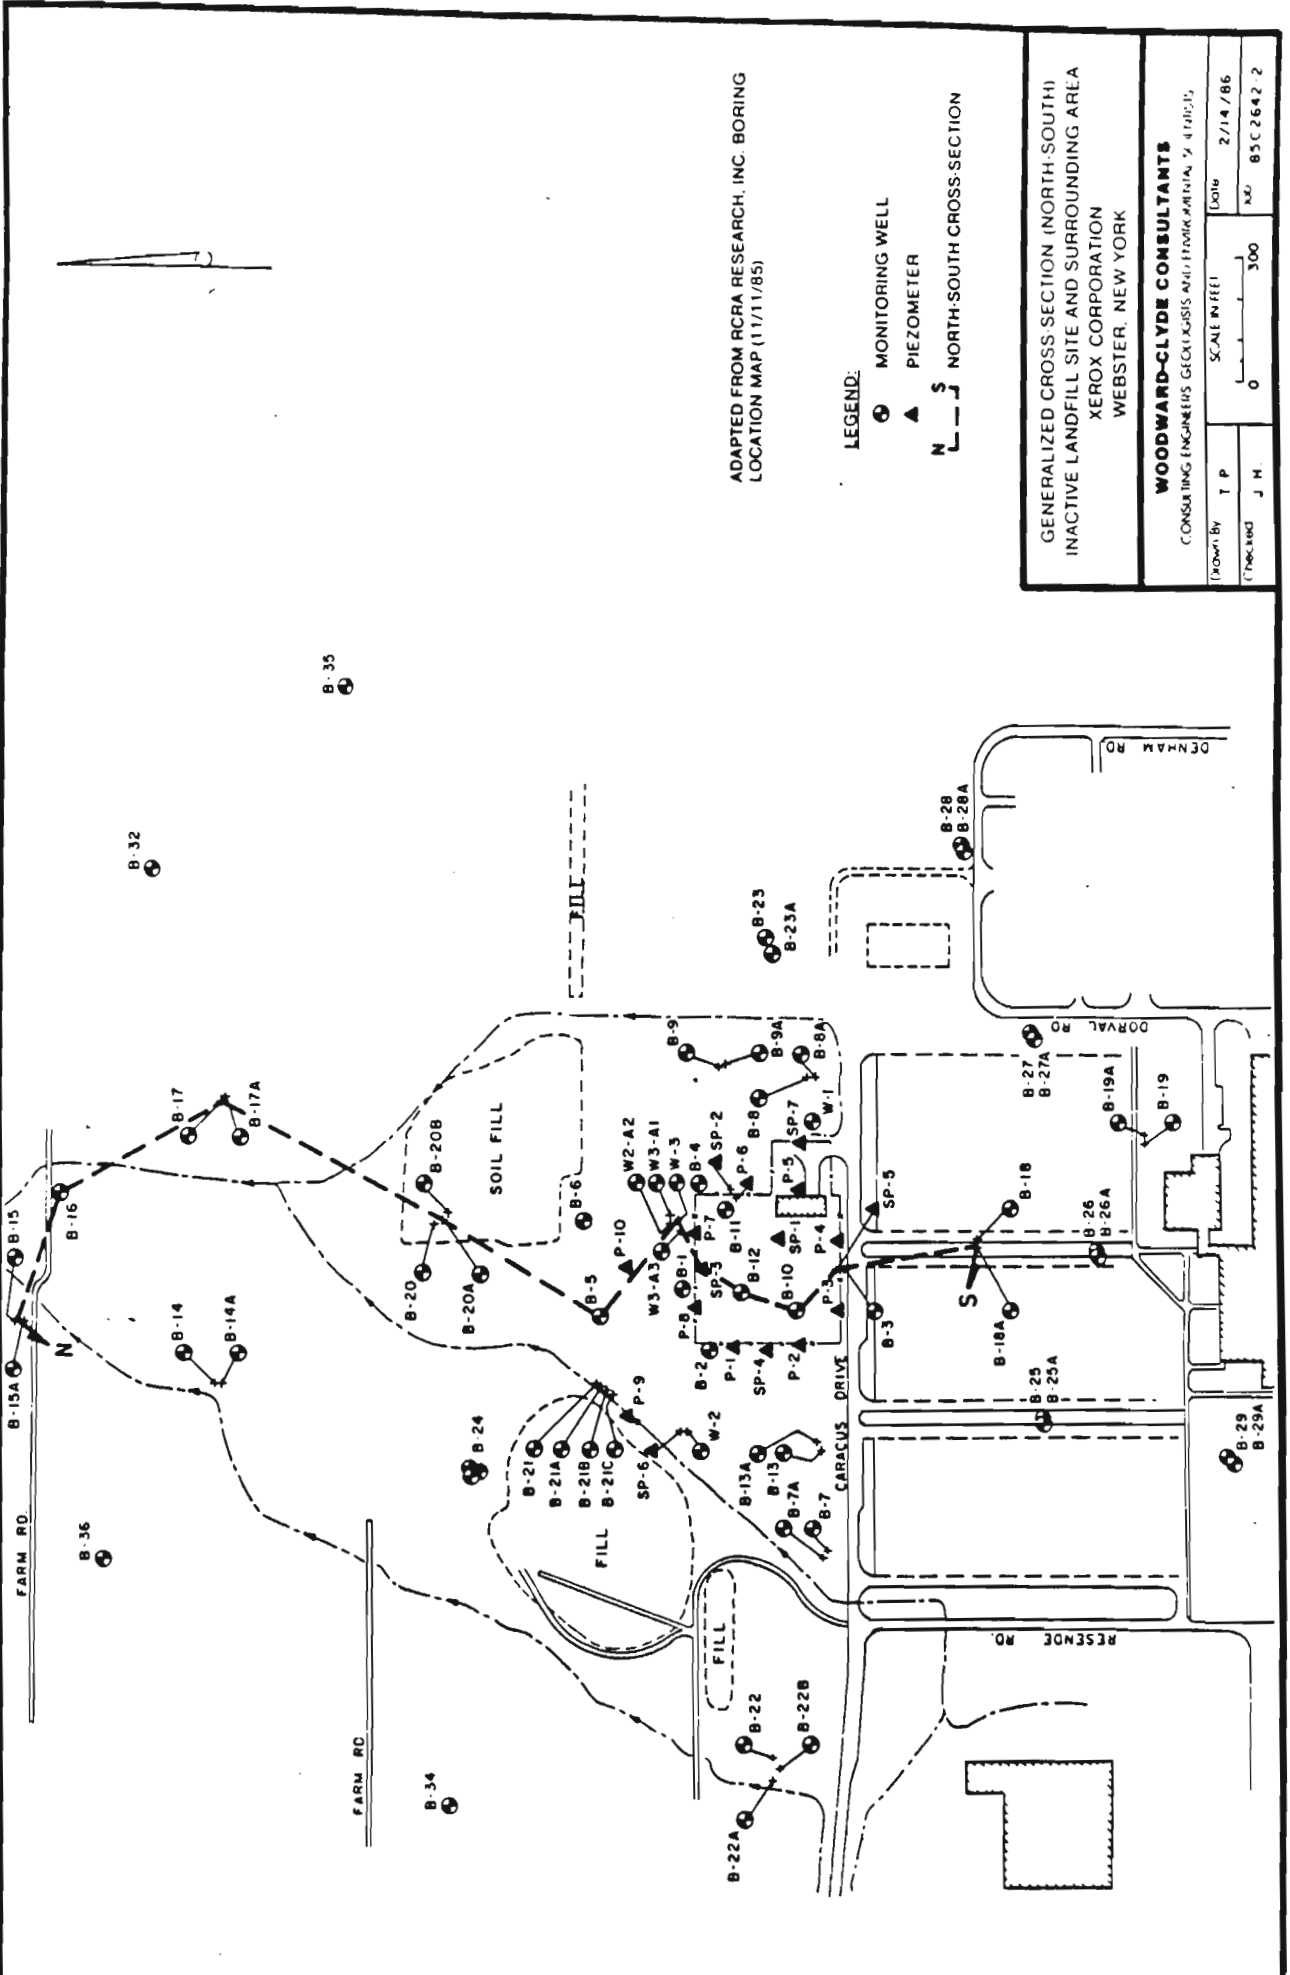 FARM RD.
B-36
B-15A
B-15
N
B-16
B-14
B-14A
B-17
B-17A
B-32
B-35
FARM RD
B-34
B-24
B-20
B-20A
B-20B
SOIL FILL
FILL
B-21
B-21A
B-21B
B-21C
SP-6
P-9
W-2
FILL
FILL
B-5
P-10
B-6
W2-A2
W3-A1
W-3
B-4
W3-A3
B-1
P-8
P-7
SP-3
SP-2
P-6
B-11
B-12
SP-1
P-5
P-4
B-10
P-3
B-2
P-1
SP-4
P-2
B-9
B-9A
B-8
B-8A
SP-7
W-1
B-23
B-23A
B-13A
B-13
B-7A
B-7
B-22
B-22A
B-22B
CARACUS DRIVE
B-3
SP-5
S
B-18
B-18A
B-25
B-25A
B-26
B-26A
B-27
B-27A
B-28
B-28A
B-19A
B-19
B-29
B-29A
RESENDE RD.
DORVAL RD
DENHAM RD
ADAPTED FROM RCRA RESEARCH, INC. BORING
LOCATION MAP (11/11/85)
LEGEND:
MONITORING WELL
PIEZOMETER
N S NORTH-SOUTH CROSS-SECTION
GENERALIZED CROSS-SECTION (NORTH-SOUTH)
INACTIVE LANDFILL SITE AND SURROUNDING AREA
XEROX CORPORATION
WEBSTER, NEW YORK
WOODWARD-CLYDE CONSULTANTS
CONSULTING ENGINEERS GEOLOGISTS AND ENVIRONMENTAL SCIENTISTS
Drawn By T P
SCALE IN FEET
0 300
Date 2/14/86
Checked J H
85C2642-2